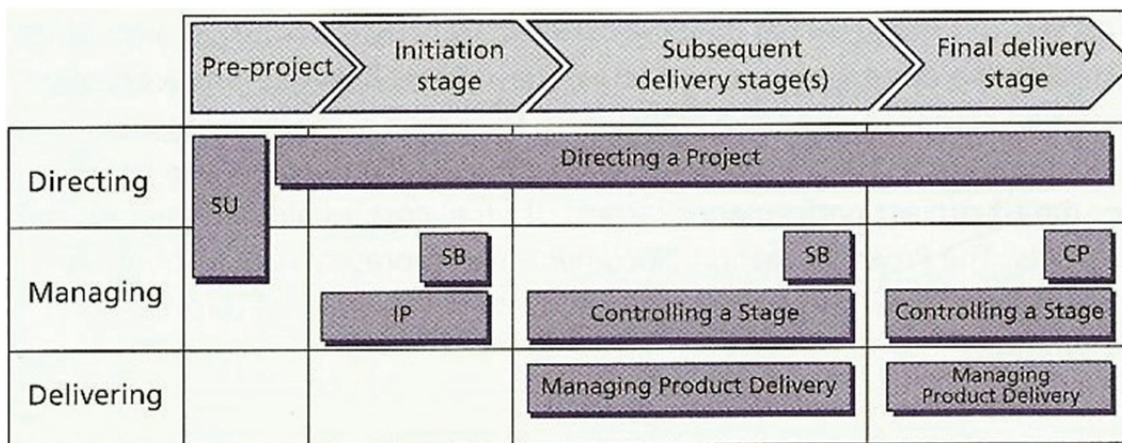 Pre-project
Initiation
stage
Subsequent
delivery stage(s)
Final delivery
stage
Directing
SU
Directing a Project
Managing
SB
SB
CP
IP
Controlling a Stage
Controlling a Stage
Delivering
Managing Product Delivery
Managing
Product Delivery